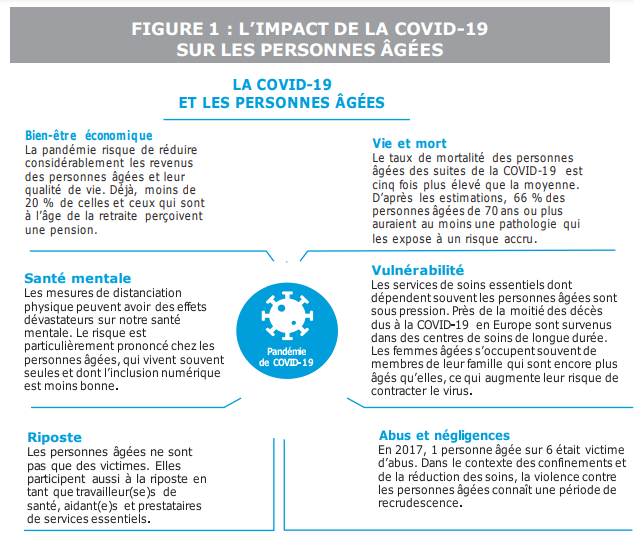 FIGURE 1 : L’IMPACT DE LA COVID-19
SUR LES PERSONNES ÂGÉES
LA COVID-19
ET LES PERSONNES ÂGÉES
Bien-être économique
La pandémie risque de réduire
considérablement les revenus
des personnes âgées et leur
qualité de vie. Déjà, moins de
20 % de celles et ceux qui sont
à l’âge de la retraite perçoivent
une pension.
Vie et mort
Le taux de mortalité des personnes
âgées des suites de la COVID-19 est
cinq fois plus élevé que la moyenne.
D’après les estimations, 66 % des
personnes âgées de 70 ans ou plus
auraient au moins une pathologie qui
les expose à un risque accru.
Santé mentale
Les mesures de distanciation
physique peuvent avoir des effets
dévastateurs sur notre santé
mentale. Le risque est
particulièrement prononcé chez les
personnes âgées, qui vivent souvent
seules et dont l’inclusion numérique
est moins bonne.
Vulnérabilité
Les services de soins essentiels dont
dépendent souvent les personnes âgées sont
sous pression. Près de la moitié des décès
dus à la COVID-19 en Europe sont survenus
dans des centres de soins de longue durée.
Les femmes âgées s’occupent souvent de
membres de leur famille qui sont encore plus
âgés qu’elles, ce qui augmente leur risque de
contracter le virus.
Pandémie
de COVID-19
Riposte
Les personnes âgées ne sont
pas que des victimes. Elles
participent aussi à la riposte en
tant que travailleur(se)s de
santé, aidant(e)s et prestataires
de services essentiels.
Abus et négligences
En 2017, 1 personne âgée sur 6 était victime
d’abus. Dans le contexte des confinements et
de la réduction des soins, la violence contre
les personnes âgées connaît une période de
recrudescence.